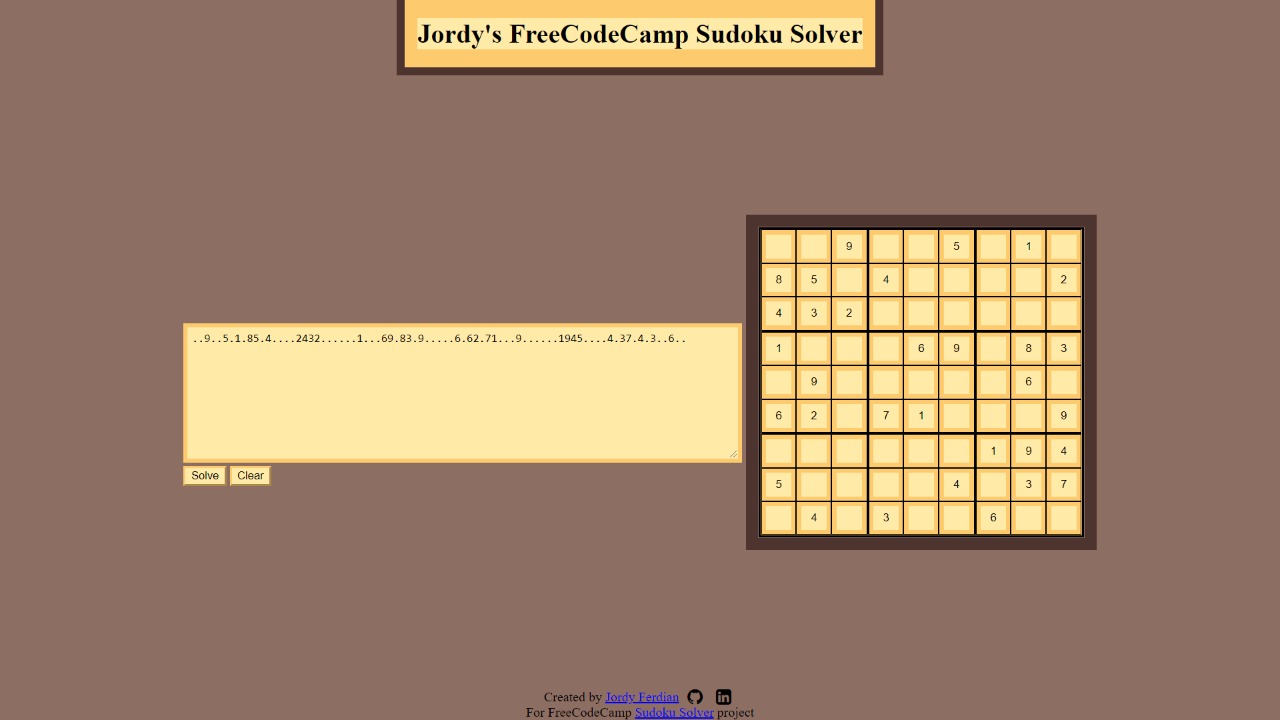 Jordy's FreeCodeCamp Sudoku Solver
..9..5.1.85.4....2432......1...69.83.9.....6.62.71...9......1945....4.37.4.3..6..
Solve Clear
9 5 1
8 5 4 2
4 3 2
1 6 9 8 3
9 6
6 2 7 1 9
1 9 4
5 4 3 7
4 3 6
Created by Jordy Ferdian
For FreeCodeCamp Sudoku Solver project